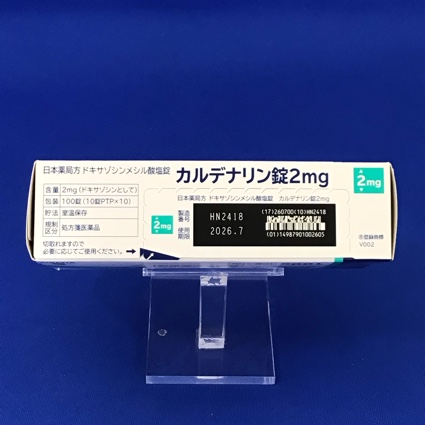 日本薬局方 ドキサゾシンメシル酸塩錠 カルデナリン錠2mg
2mg
含量 2mg(ドキサゾシンとして)
包装 100錠(10錠PTP×10)
貯法 室温保存
規制区分 処方箋医薬品
切取れますので
必要に応じてご使用ください。
2mg
日本薬局方 ドキサゾシンメシル酸塩錠 カルデナリン錠2mg
製造番号 HN2418
使用期限 2026.7
(17)260700(10)HN2418
(01)14987901002605
®登録商標
V002